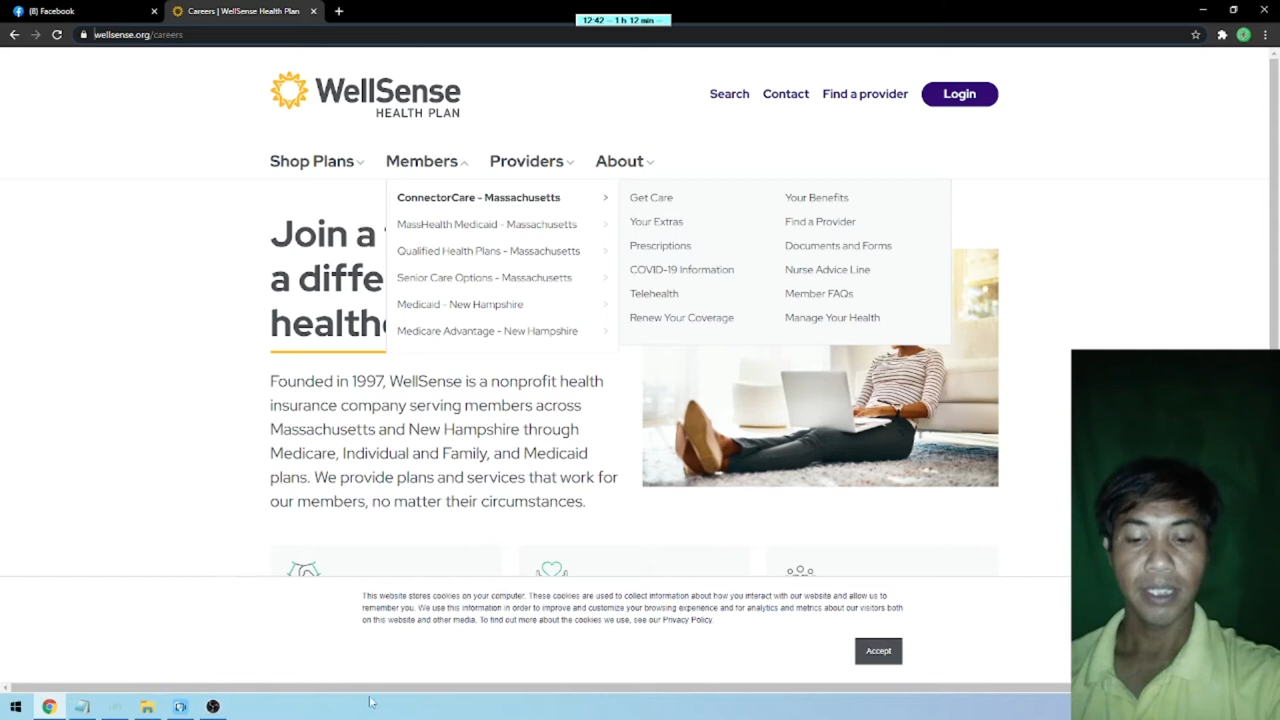 (8) Facebook
Careers | WellSense Health Plan
12:42 – 1 h 12 min –
wellsense.org/careers
WellSense
HEALTH PLAN
Search
Contact
Find a provider
Login
Shop Plans
Members
Providers
About
ConnectorCare - Massachusetts
MassHealth Medicaid - Massachusetts
Qualified Health Plans - Massachusetts
Senior Care Options - Massachusetts
Medicaid - New Hampshire
Medicare Advantage - New Hampshire
Get Care
Your Extras
Prescriptions
COVID-19 Information
Telehealth
Renew Your Coverage
Your Benefits
Find a Provider
Documents and Forms
Nurse Advice Line
Member FAQs
Manage Your Health
Join a
a diffe
health
Founded in 1997, WellSense is a nonprofit health
insurance company serving members across
Massachusetts and New Hampshire through
Medicare, Individual and Family, and Medicaid
plans. We provide plans and services that work for
our members, no matter their circumstances.
This website stores cookies on your computer. These cookies are used to collect information about how you interact with our website and allow us to
remember you. We use this information in order to improve and customize your browsing experience and for analytics and metrics about our visitors both
on this website and other media. To find out more about the cookies we use, see our Privacy Policy.
Accept